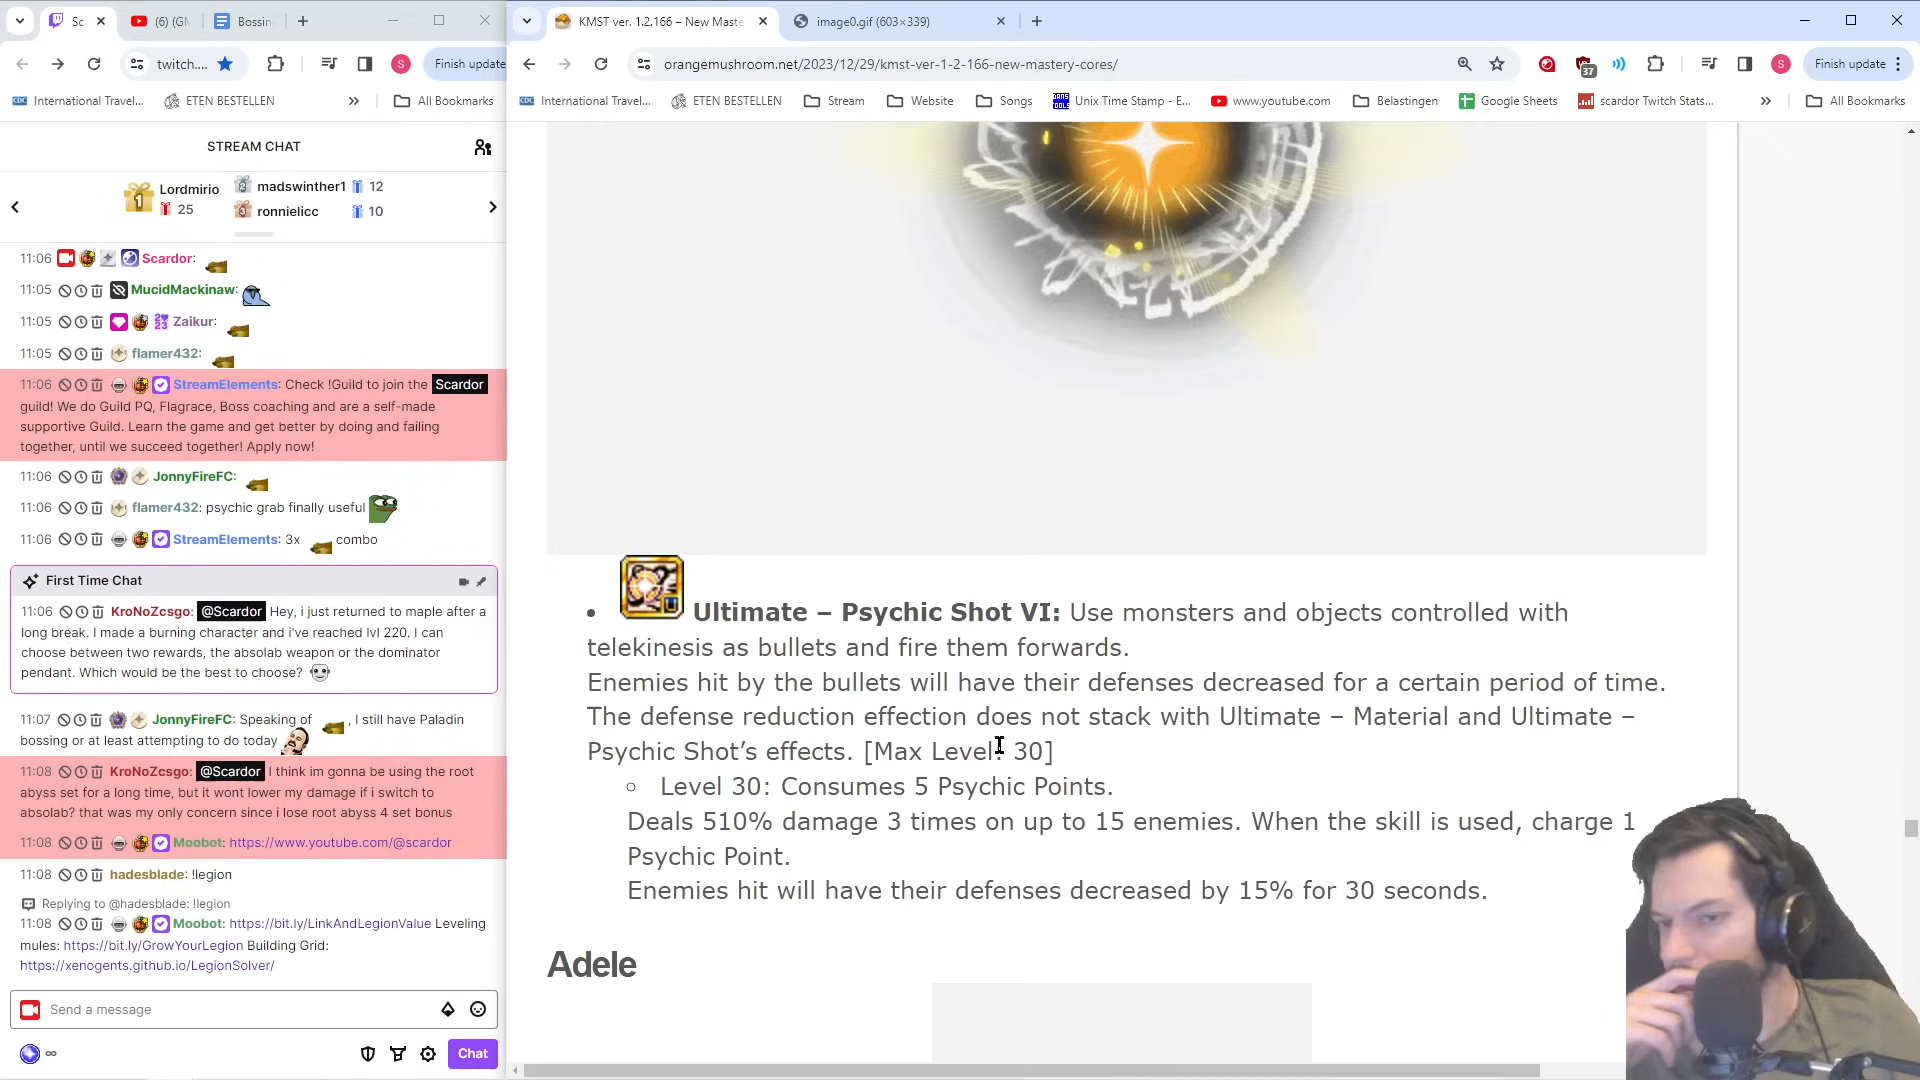 Sc
(6) (GM
Bossin
KMST ver. 1.2.166 – New Maste
image0.gif (603×339)
twitch....
S
Finish update
orangemushroom.net/2023/12/29/kmst-ver-1-2-166-new-mastery-cores/
37
S
Finish update
International Travel...
ETEN BESTELLEN
»
All Bookmarks
International Travel...
ETEN BESTELLEN
Stream
Website
Songs
Unix Time Stamp - E...
www.youtube.com
Belastingen
Google Sheets
scardor Twitch Stats...
»
All Bookmarks
STREAM CHAT
1 Lordmirio 25
2 madswinther1 12
3 ronnielicc 10
11:06 Scardor:
11:05 MucidMackinaw:
11:05 Zaikur:
11:05 flamer432:
11:06 StreamElements: Check !Guild to join the Scardor
guild! We do Guild PQ, Flagrace, Boss coaching and are a self-made
supportive Guild. Learn the game and get better by doing and failing
together, until we succeed together! Apply now!
11:06 JonnyFireFC:
11:06 flamer432: psychic grab finally useful
11:06 StreamElements: 3x combo
First Time Chat
11:06 KroNoZcsgo: @Scardor Hey, i just returned to maple after a
long break. I made a burning character and i've reached lvl 220. I can
choose between two rewards, the absolab weapon or the dominator
pendant. Which would be the best to choose?
11:07 JonnyFireFC: Speaking of , I still have Paladin
bossing or at least attempting to do today
11:08 KroNoZcsgo: @Scardor I think im gonna be using the root
abyss set for a long time, but it wont lower my damage if i switch to
absolab? that was my only concern since i lose root abyss 4 set bonus
11:08 Moobot: https://www.youtube.com/@scardor
11:08 hadesblade: !legion
Replying to @hadesblade: !legion
11:08 Moobot: https://bit.ly/LinkAndLegionValue Leveling
mules: https://bit.ly/GrowYourLegion Building Grid:
https://xenogents.github.io/LegionSolver/
Send a message
∞
Chat
• Ultimate – Psychic Shot VI: Use monsters and objects controlled with
telekinesis as bullets and fire them forwards.
Enemies hit by the bullets will have their defenses decreased for a certain period of time.
The defense reduction effection does not stack with Ultimate – Material and Ultimate –
Psychic Shot’s effects. [Max Level: 30]
○ Level 30: Consumes 5 Psychic Points.
Deals 510% damage 3 times on up to 15 enemies. When the skill is used, charge 1
Psychic Point.
Enemies hit will have their defenses decreased by 15% for 30 seconds.
Adele